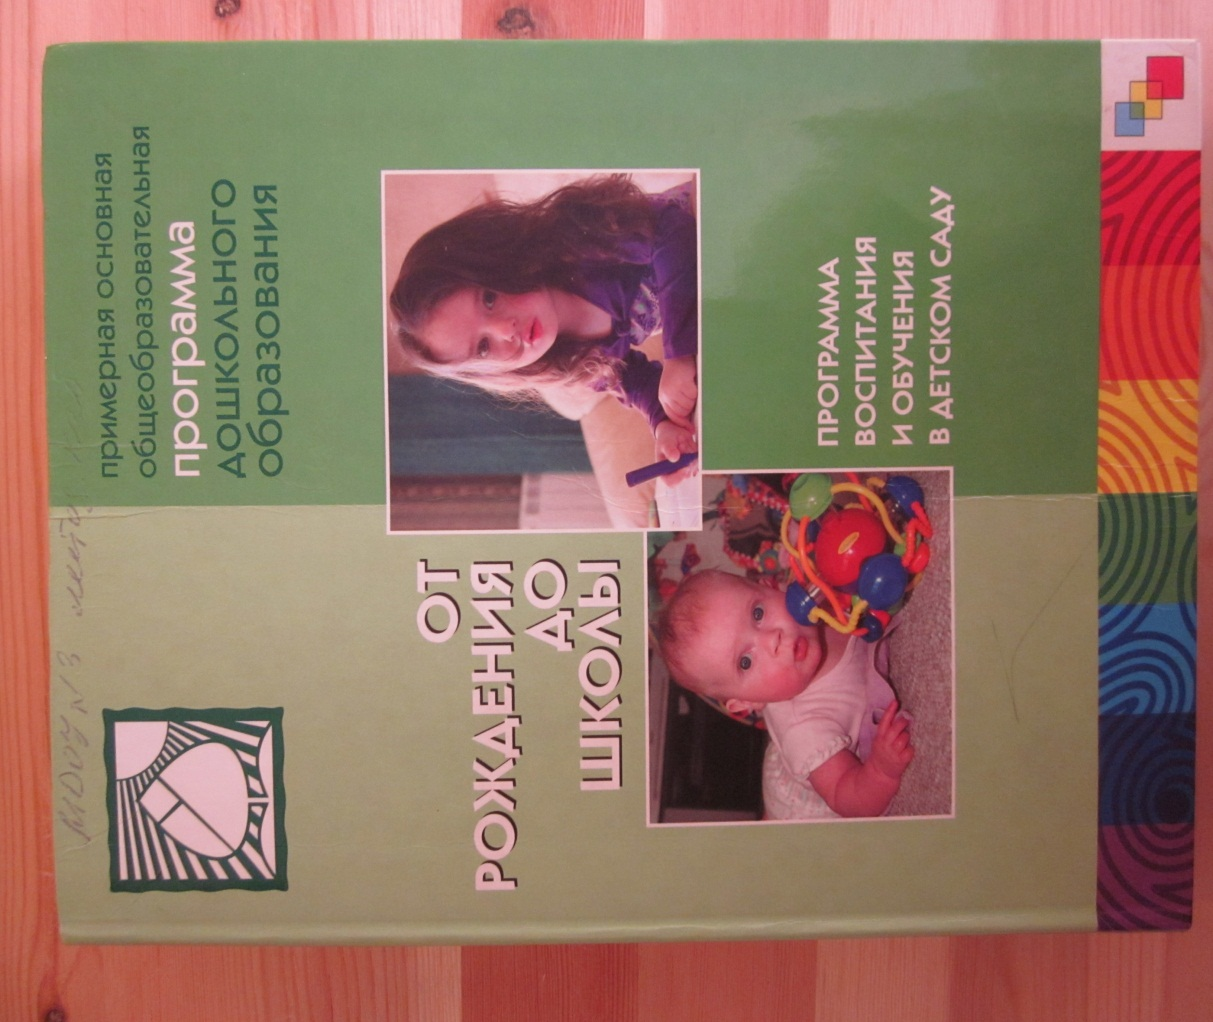 примерная основная
общеобразовательная
программа
дошкольного
образования
ОТ
РОЖДЕНИЯ
ДО
ШКОЛЫ
ПРОГРАММА
ВОСПИТАНИЯ
И ОБУЧЕНИЯ
В ДЕТСКОМ САДУ